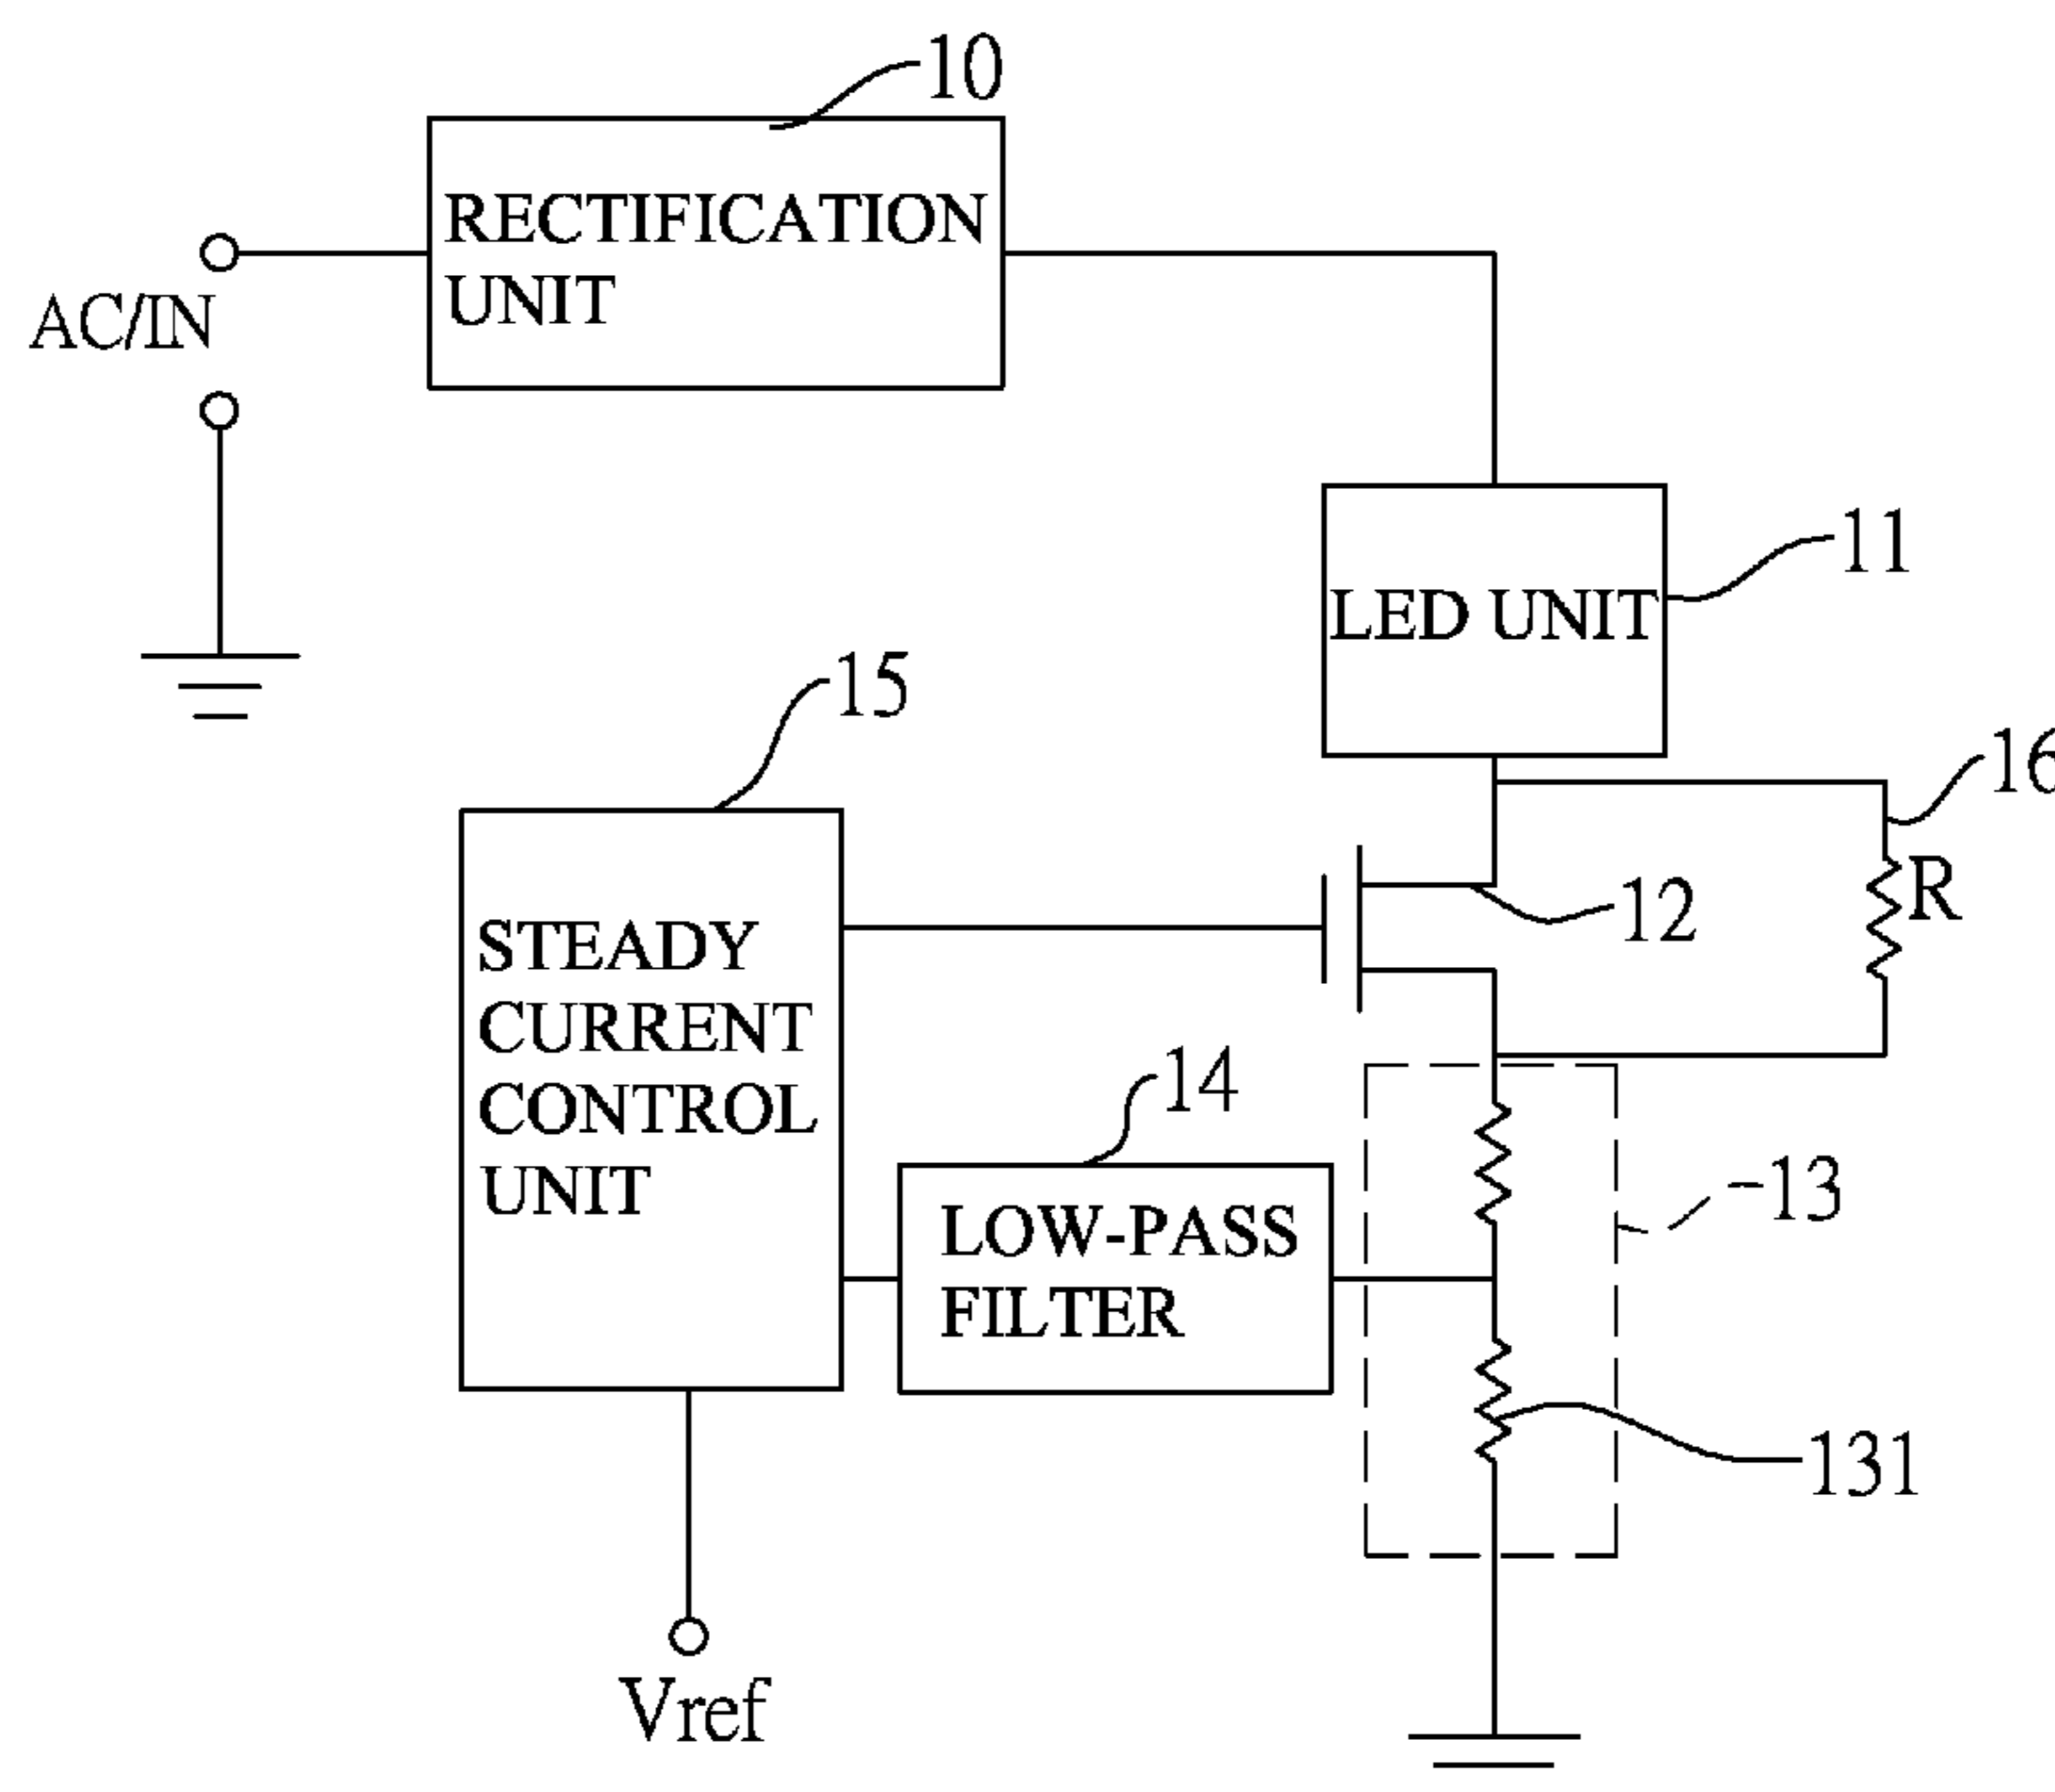 10
RECTIFICATION
UNIT
AC/IN
11
LED UNIT
15
16
STEADY
CURRENT
CONTROL
UNIT
12
R
14
LOW-PASS
FILTER
13
131
Vref